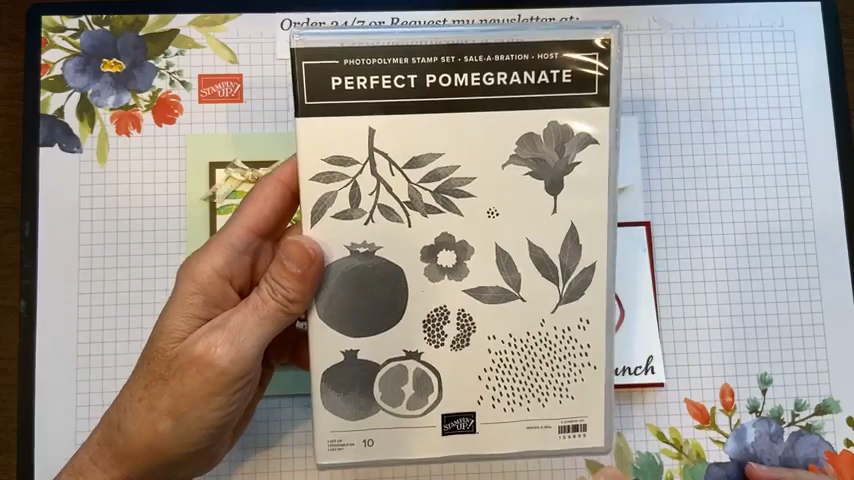 Order 24/7 or Request my newsletter at:
STAMPIN' UP!
PHOTOPOLYMER STAMP SET • SALE-A-BRATION • HOST
PERFECT POMEGRANATE
STAMPIN' UP!
10